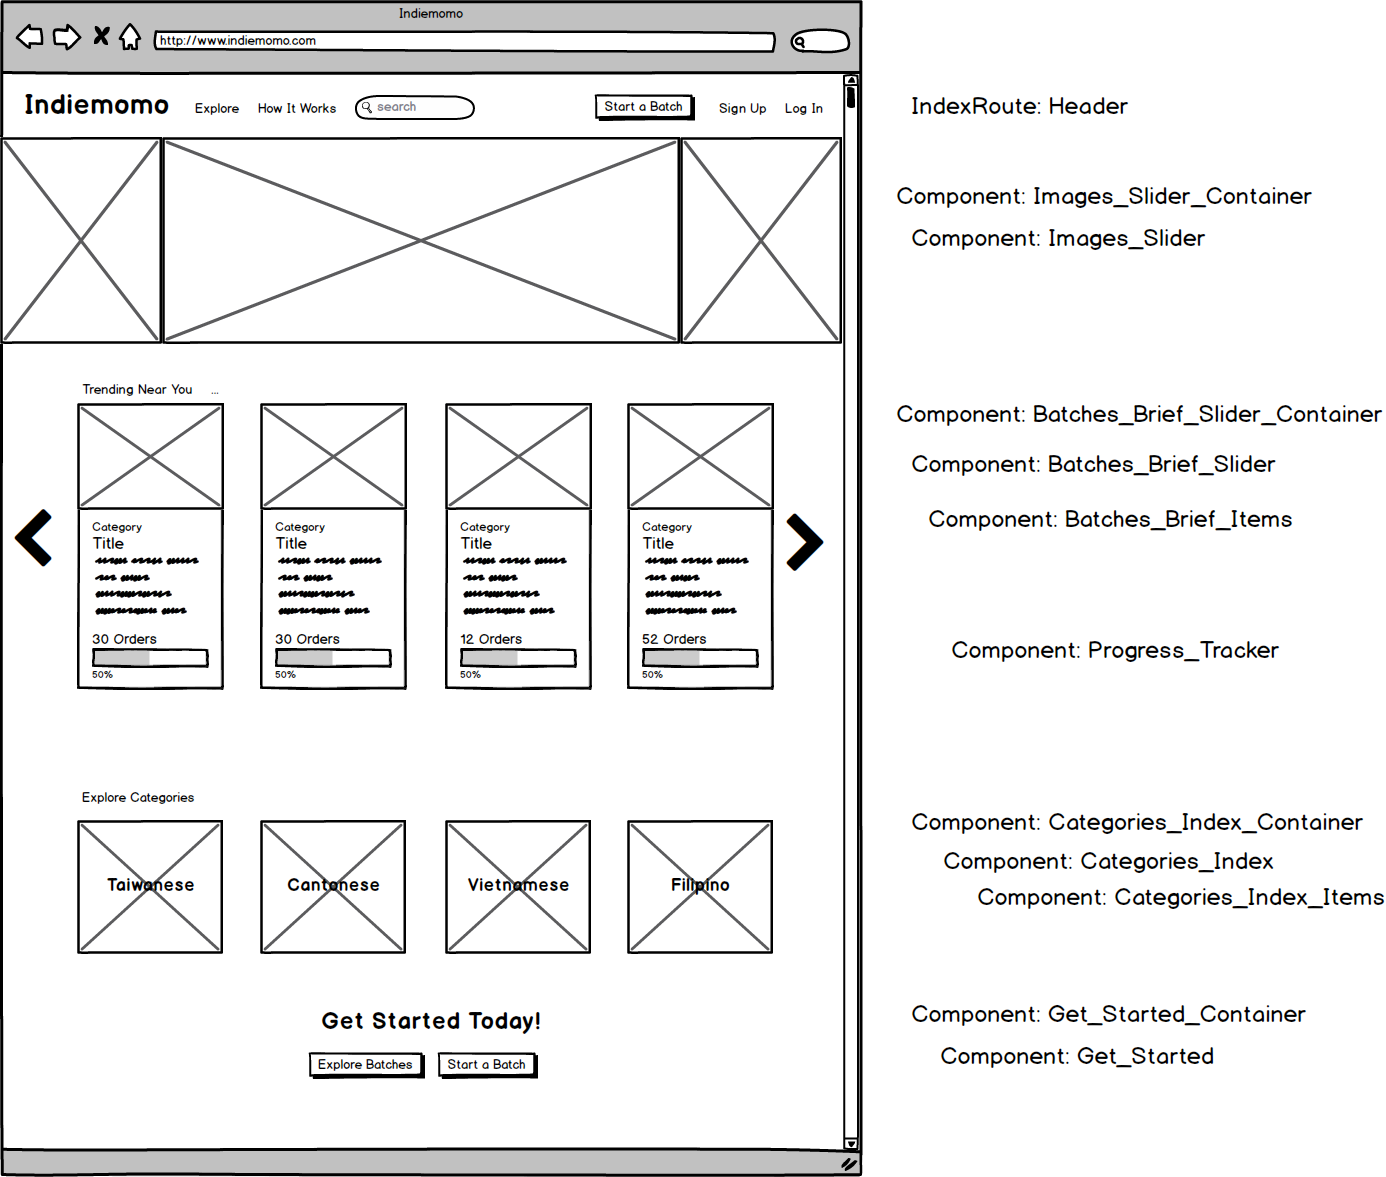 Indiemomo
http://www.indiemomo.com
Indiemomo Explore How It Works search Start a Batch Sign Up Log In
IndexRoute: Header
Component: Images_Slider_Container
Component: Images_Slider
Trending Near You ...
Component: Batches_Brief_Slider_Container
Component: Batches_Brief_Slider
Component: Batches_Brief_Items
Category Category Category Category
Title Title Title Title
30 Orders 30 Orders 12 Orders 52 Orders
Component: Progress_Tracker
50% 50% 50% 50%
Explore Categories
Component: Categories_Index_Container
Component: Categories_Index
Taiwanese Cantonese Vietnamese Filipino
Component: Categories_Index_Items
Get Started Today!
Component: Get_Started_Container
Component: Get_Started
Explore Batches Start a Batch